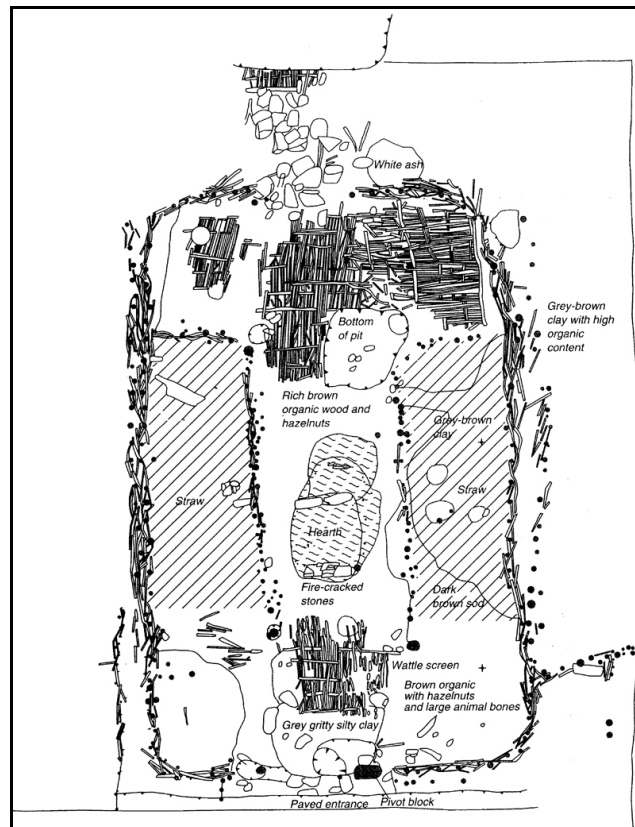 White ash
Grey-brown
clay with high
organic
content
Bottom
of pit
Rich brown
organic wood and
hazelnuts
Grey-brown
clay
Straw
Straw
Hearth
Fire-cracked
stones
Dark
brown sod
Wattle screen
Brown organic
with hazelnuts
and large animal bones
Grey gritty silty clay
Paved entrance
Pivot block